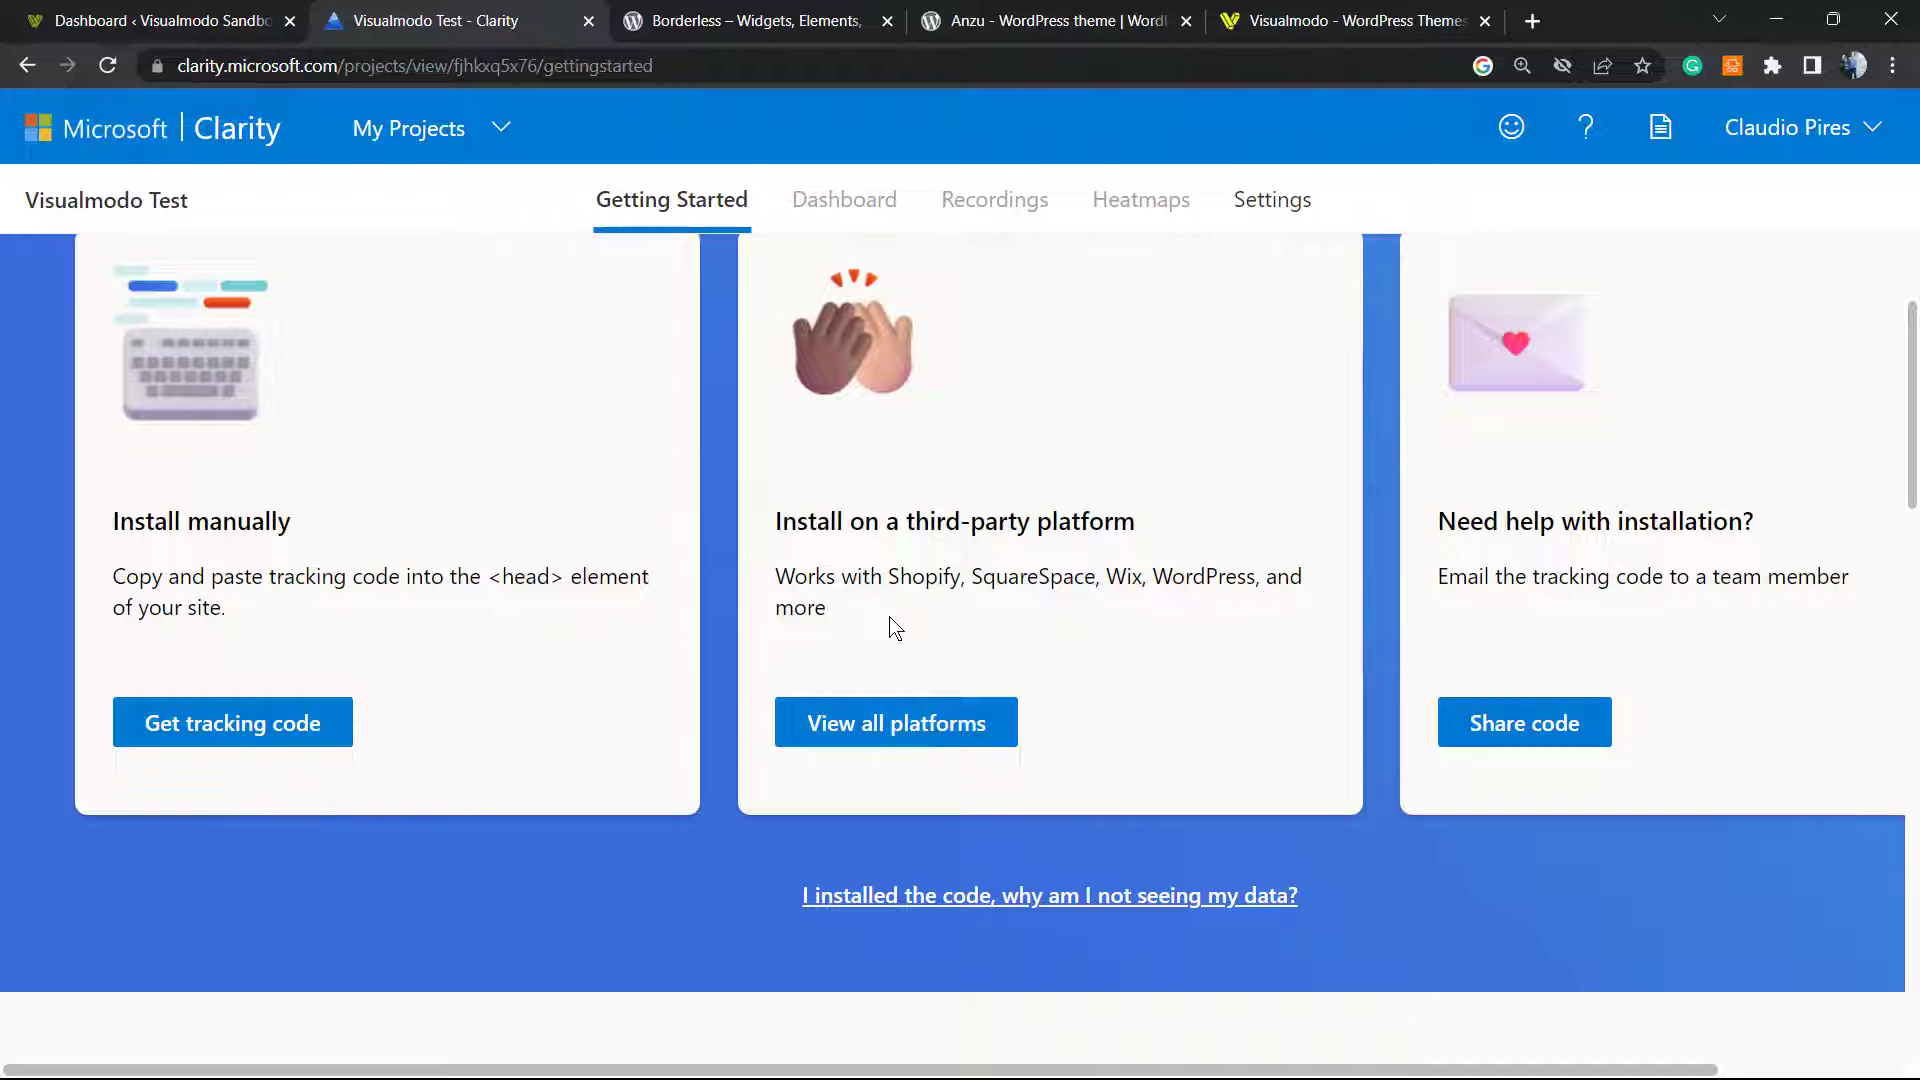 Dashboard ‹ Visualmodo Sandbo
Visualmodo Test - Clarity
Borderless – Widgets, Elements,
Anzu - WordPress theme | Word
Visualmodo - WordPress Themes
clarity.microsoft.com/projects/view/fjhkxq5x76/gettingstarted
Microsoft | Clarity
My Projects
Claudio Pires
Visualmodo Test
Getting Started
Dashboard
Recordings
Heatmaps
Settings
Install manually
Copy and paste tracking code into the <head> element
of your site.
Get tracking code
Install on a third-party platform
Works with Shopify, SquareSpace, Wix, WordPress, and
more
View all platforms
Need help with installation?
Email the tracking code to a team member
Share code
I installed the code, why am I not seeing my data?